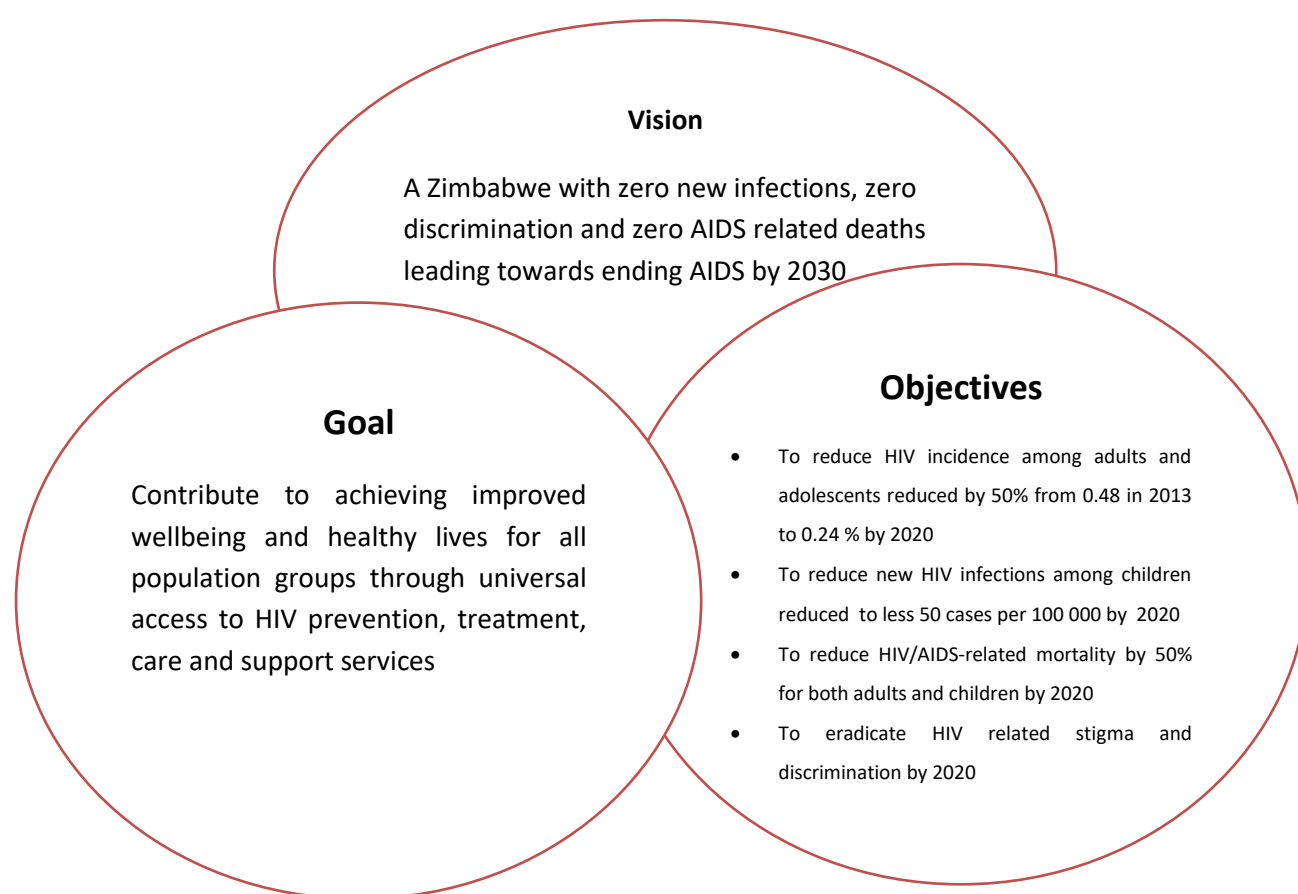 Vision
A Zimbabwe with zero new infections, zero
discrimination and zero AIDS related deaths
leading towards ending AIDS by 2030
Goal
Contribute to achieving improved
wellbeing and healthy lives for all
population groups through universal
access to HIV prevention, treatment,
care and support services
Objectives
• To reduce HIV incidence among adults and
adolescents reduced by 50% from 0.48 in 2013
to 0.24 % by 2020
• To reduce new HIV infections among children
reduced to less 50 cases per 100 000 by 2020
• To reduce HIV/AIDS-related mortality by 50%
for both adults and children by 2020
• To eradicate HIV related stigma and
discrimination by 2020